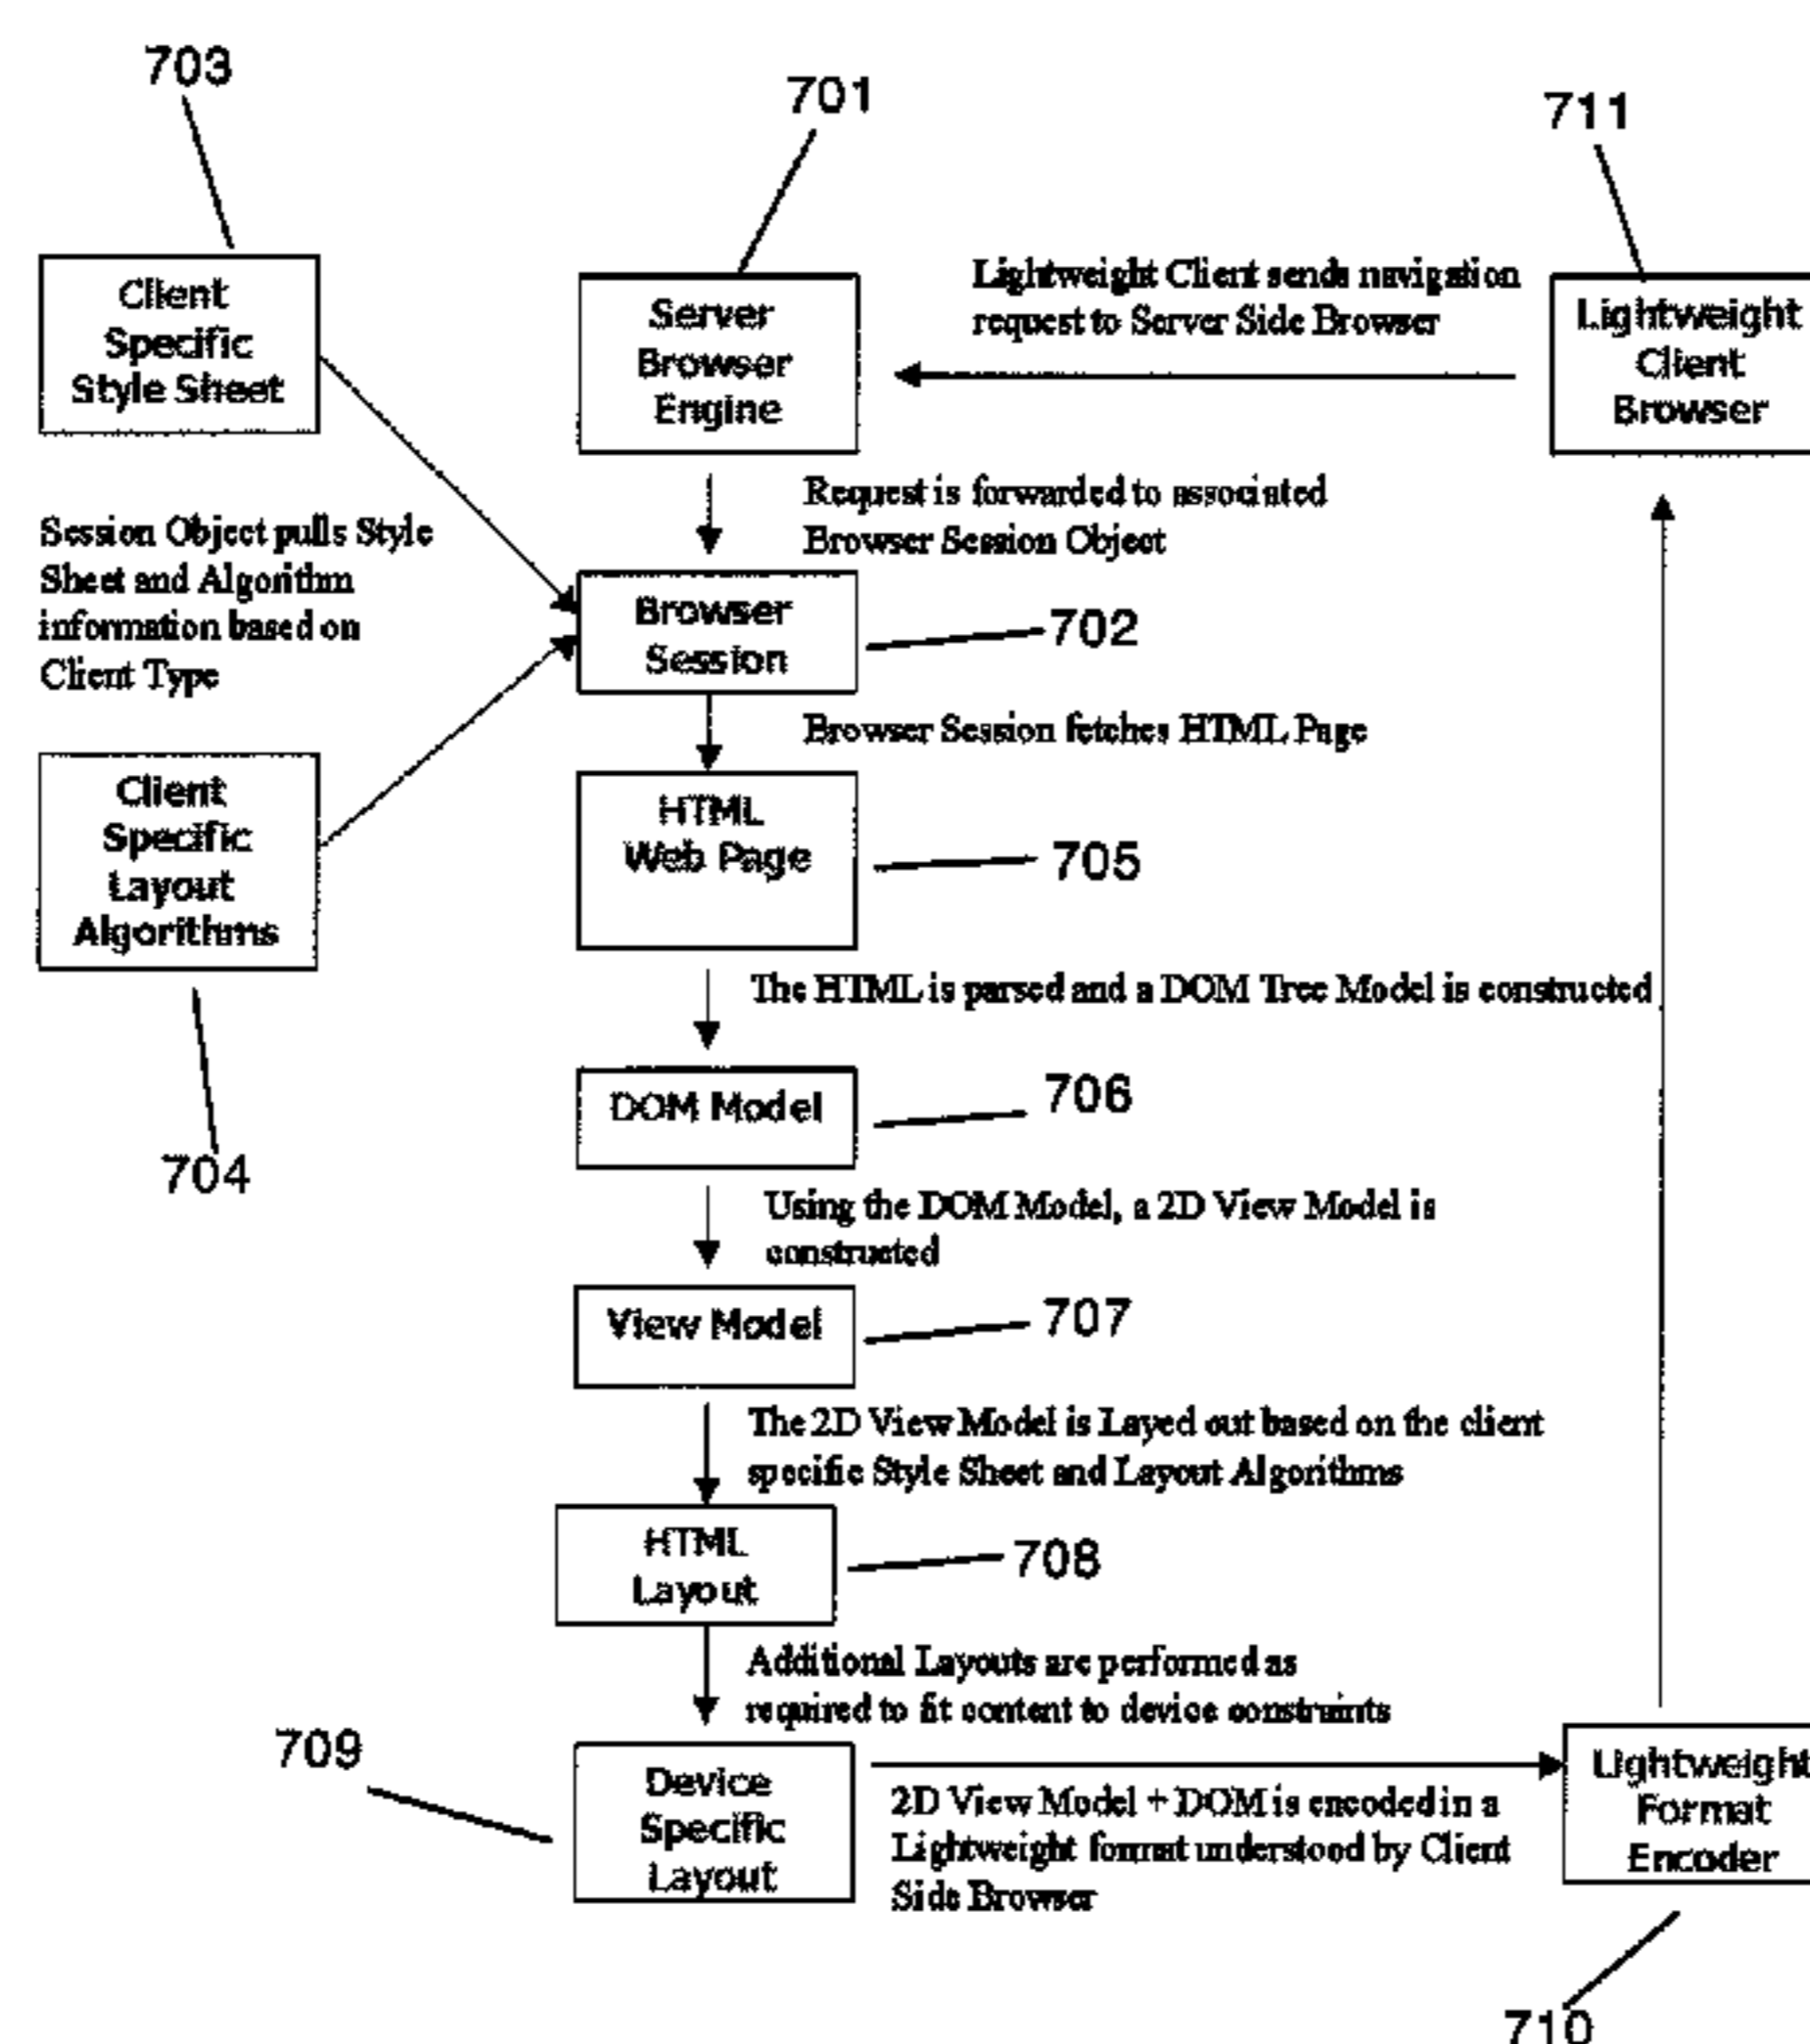 703
701
711
Client
Specific
Style Sheet
Server
Browser
Engine
Lightweight Client sends navigation
request to Server Side Browser
Lightweight
Client
Browser
Request is forwarded to associated
Browser Session Object
Session Object pulls Style
Sheet and Algorithm
information based on
Client Type
Browser
Session
702
Browser Session fetches HTML Page
Client
Specific
Layout
Algorithms
HTML
Web Page
705
The HTML is parsed and a DOM Tree Model is constructed
704
DOM Model
706
Using the DOM Model, a 2D View Model is
constructed
View Model
707
The 2D View Model is Layed out based on the client
specific Style Sheet and Layout Algorithms
HTML
Layout
708
Additional Layouts are performed as
required to fit content to device constraints
709
Device
Specific
Layout
2D View Model + DOM is encoded in a
Lightweight format understood by Client
Side Browser
Lightweight
Format
Encoder
710